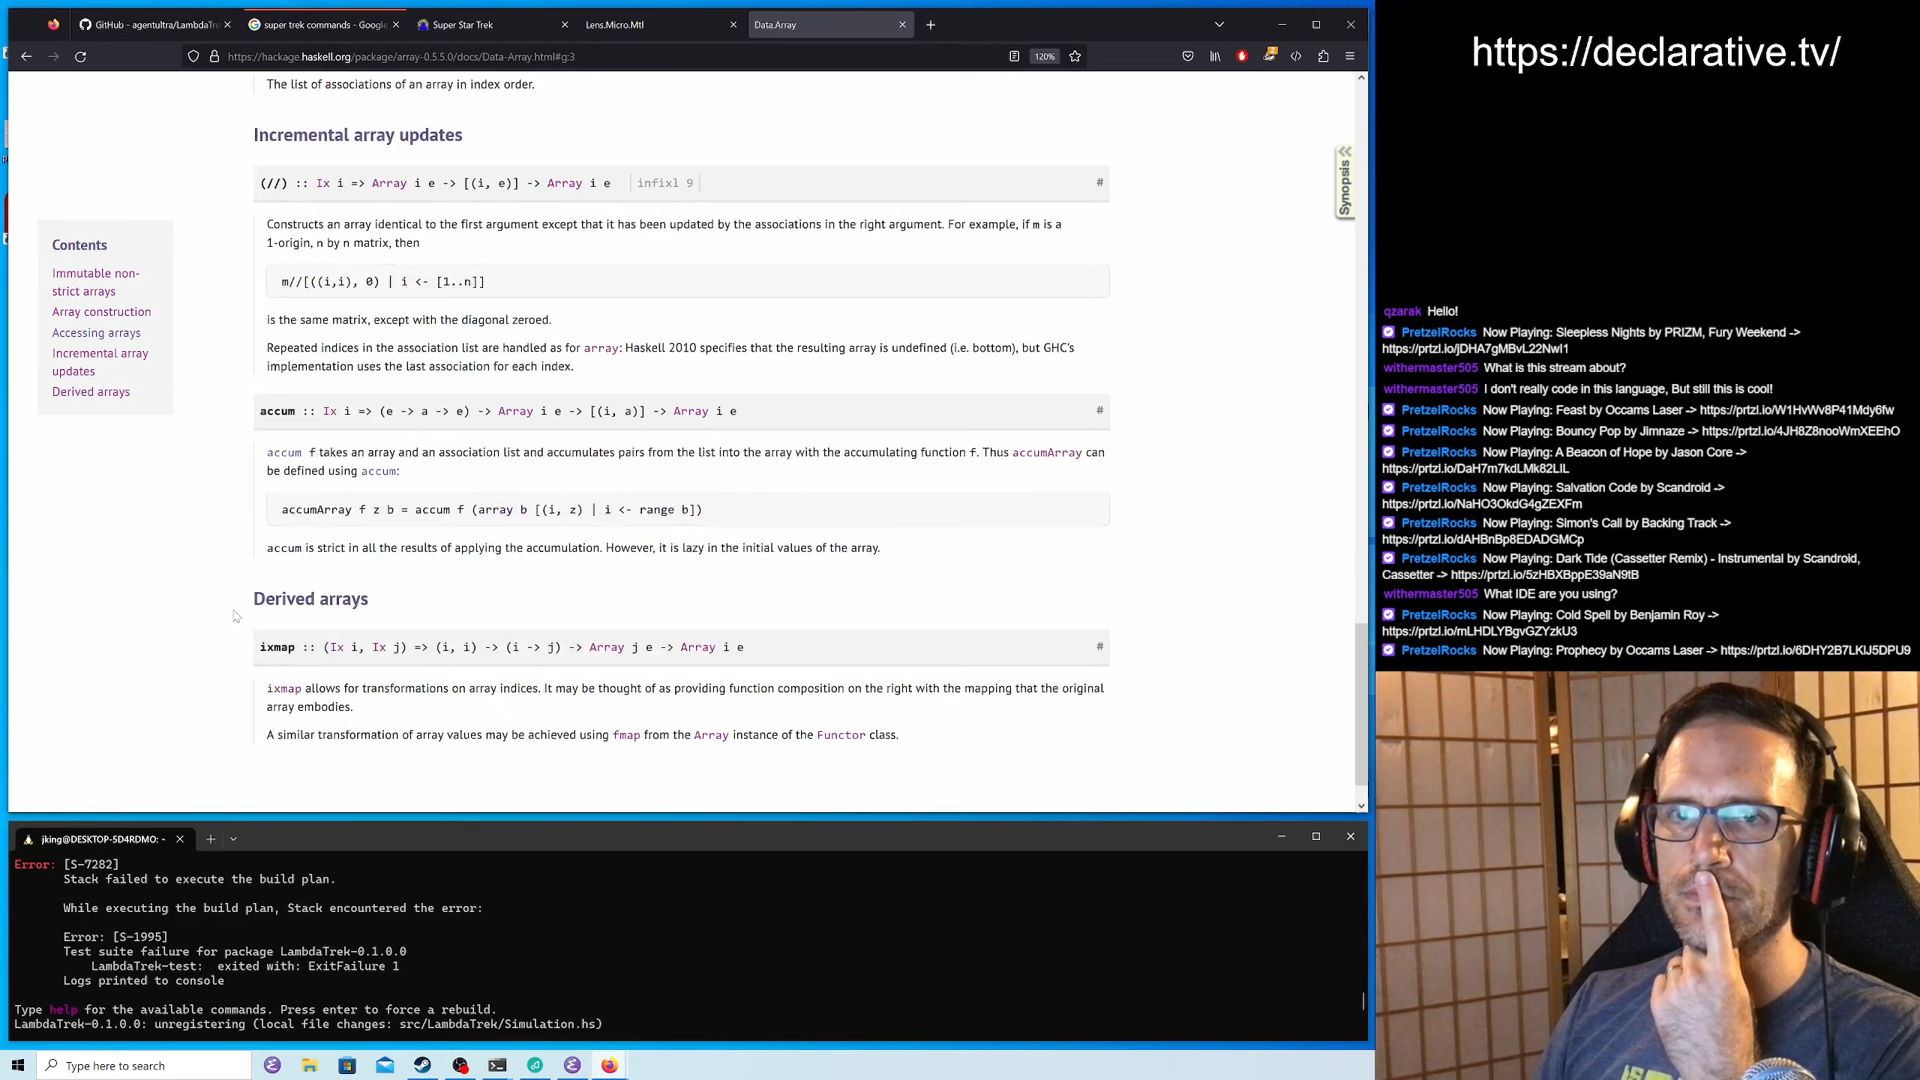 GitHub - agentultra/LambdaTre
super trek commands - Google
Super Star Trek
Lens.Micro.Mtl
Data.Array
https://hackage.haskell.org/package/array-0.5.5.0/docs/Data-Array.html#g:3
120%
The list of associations of an array in index order.
Incremental array updates
(//) :: Ix i => Array i e -> [(i, e)] -> Array i e infixl 9 #
Constructs an array identical to the first argument except that it has been updated by the associations in the right argument. For example, if m is a
1-origin, n by n matrix, then
m//[((i,i), 0) | i <- [1..n]]
is the same matrix, except with the diagonal zeroed.
Repeated indices in the association list are handled as for array: Haskell 2010 specifies that the resulting array is undefined (i.e. bottom), but GHC's
implementation uses the last association for each index.
accum :: Ix i => (e -> a -> e) -> Array i e -> [(i, a)] -> Array i e #
accum f takes an array and an association list and accumulates pairs from the list into the array with the accumulating function f. Thus accumArray can
be defined using accum:
accumArray f z b = accum f (array b [(i, z) | i <- range b])
accum is strict in all the results of applying the accumulation. However, it is lazy in the initial values of the array.
Derived arrays
ixmap :: (Ix i, Ix j) => (i, i) -> (i -> j) -> Array j e -> Array i e #
ixmap allows for transformations on array indices. It may be thought of as providing function composition on the right with the mapping that the original
array embodies.
A similar transformation of array values may be achieved using fmap from the Array instance of the Functor class.
Contents
Immutable non-
strict arrays
Array construction
Accessing arrays
Incremental array
updates
Derived arrays
Synopsis
jking@DESKTOP-5D4RDMO: ~
Error: [S-7282]
Stack failed to execute the build plan.
While executing the build plan, Stack encountered the error:
Error: [S-1995]
Test suite failure for package LambdaTrek-0.1.0.0
LambdaTrek-test: exited with: ExitFailure 1
Logs printed to console
Type help for the available commands. Press enter to force a rebuild.
LambdaTrek-0.1.0.0: unregistering (local file changes: src/LambdaTrek/Simulation.hs)
Type here to search
https://declarative.tv/
qzarak Hello!
PretzelRocks Now Playing: Sleepless Nights by PRIZM, Fury Weekend ->
https://prtzl.io/jDHA7gMBvL22Nwl1
withermaster505 What is this stream about?
withermaster505 I don't really code in this language, But still this is cool!
PretzelRocks Now Playing: Feast by Occams Laser -> https://prtzl.io/W1HvWv8P41Mdy6fw
PretzelRocks Now Playing: Bouncy Pop by Jimnaze -> https://prtzl.io/4JH8Z8nooWmXEEhO
PretzelRocks Now Playing: A Beacon of Hope by Jason Core ->
https://prtzl.io/DaH7m7kdLMk82LlL
PretzelRocks Now Playing: Salvation Code by Scandroid ->
https://prtzl.io/NaHO3OkdG4gZEXFm
PretzelRocks Now Playing: Simon's Call by Backing Track ->
https://prtzl.io/dAHBnBp8EDADGMCp
PretzelRocks Now Playing: Dark Tide (Cassetter Remix) - Instrumental by Scandroid,
Cassetter -> https://prtzl.io/5zHBXBppE39aN9tB
withermaster505 What IDE are you using?
PretzelRocks Now Playing: Cold Spell by Benjamin Roy ->
https://prtzl.io/mLHDLYBgvGZYzkU3
PretzelRocks Now Playing: Prophecy by Occams Laser -> https://prtzl.io/6DHY2B7LKlJ5DPU9